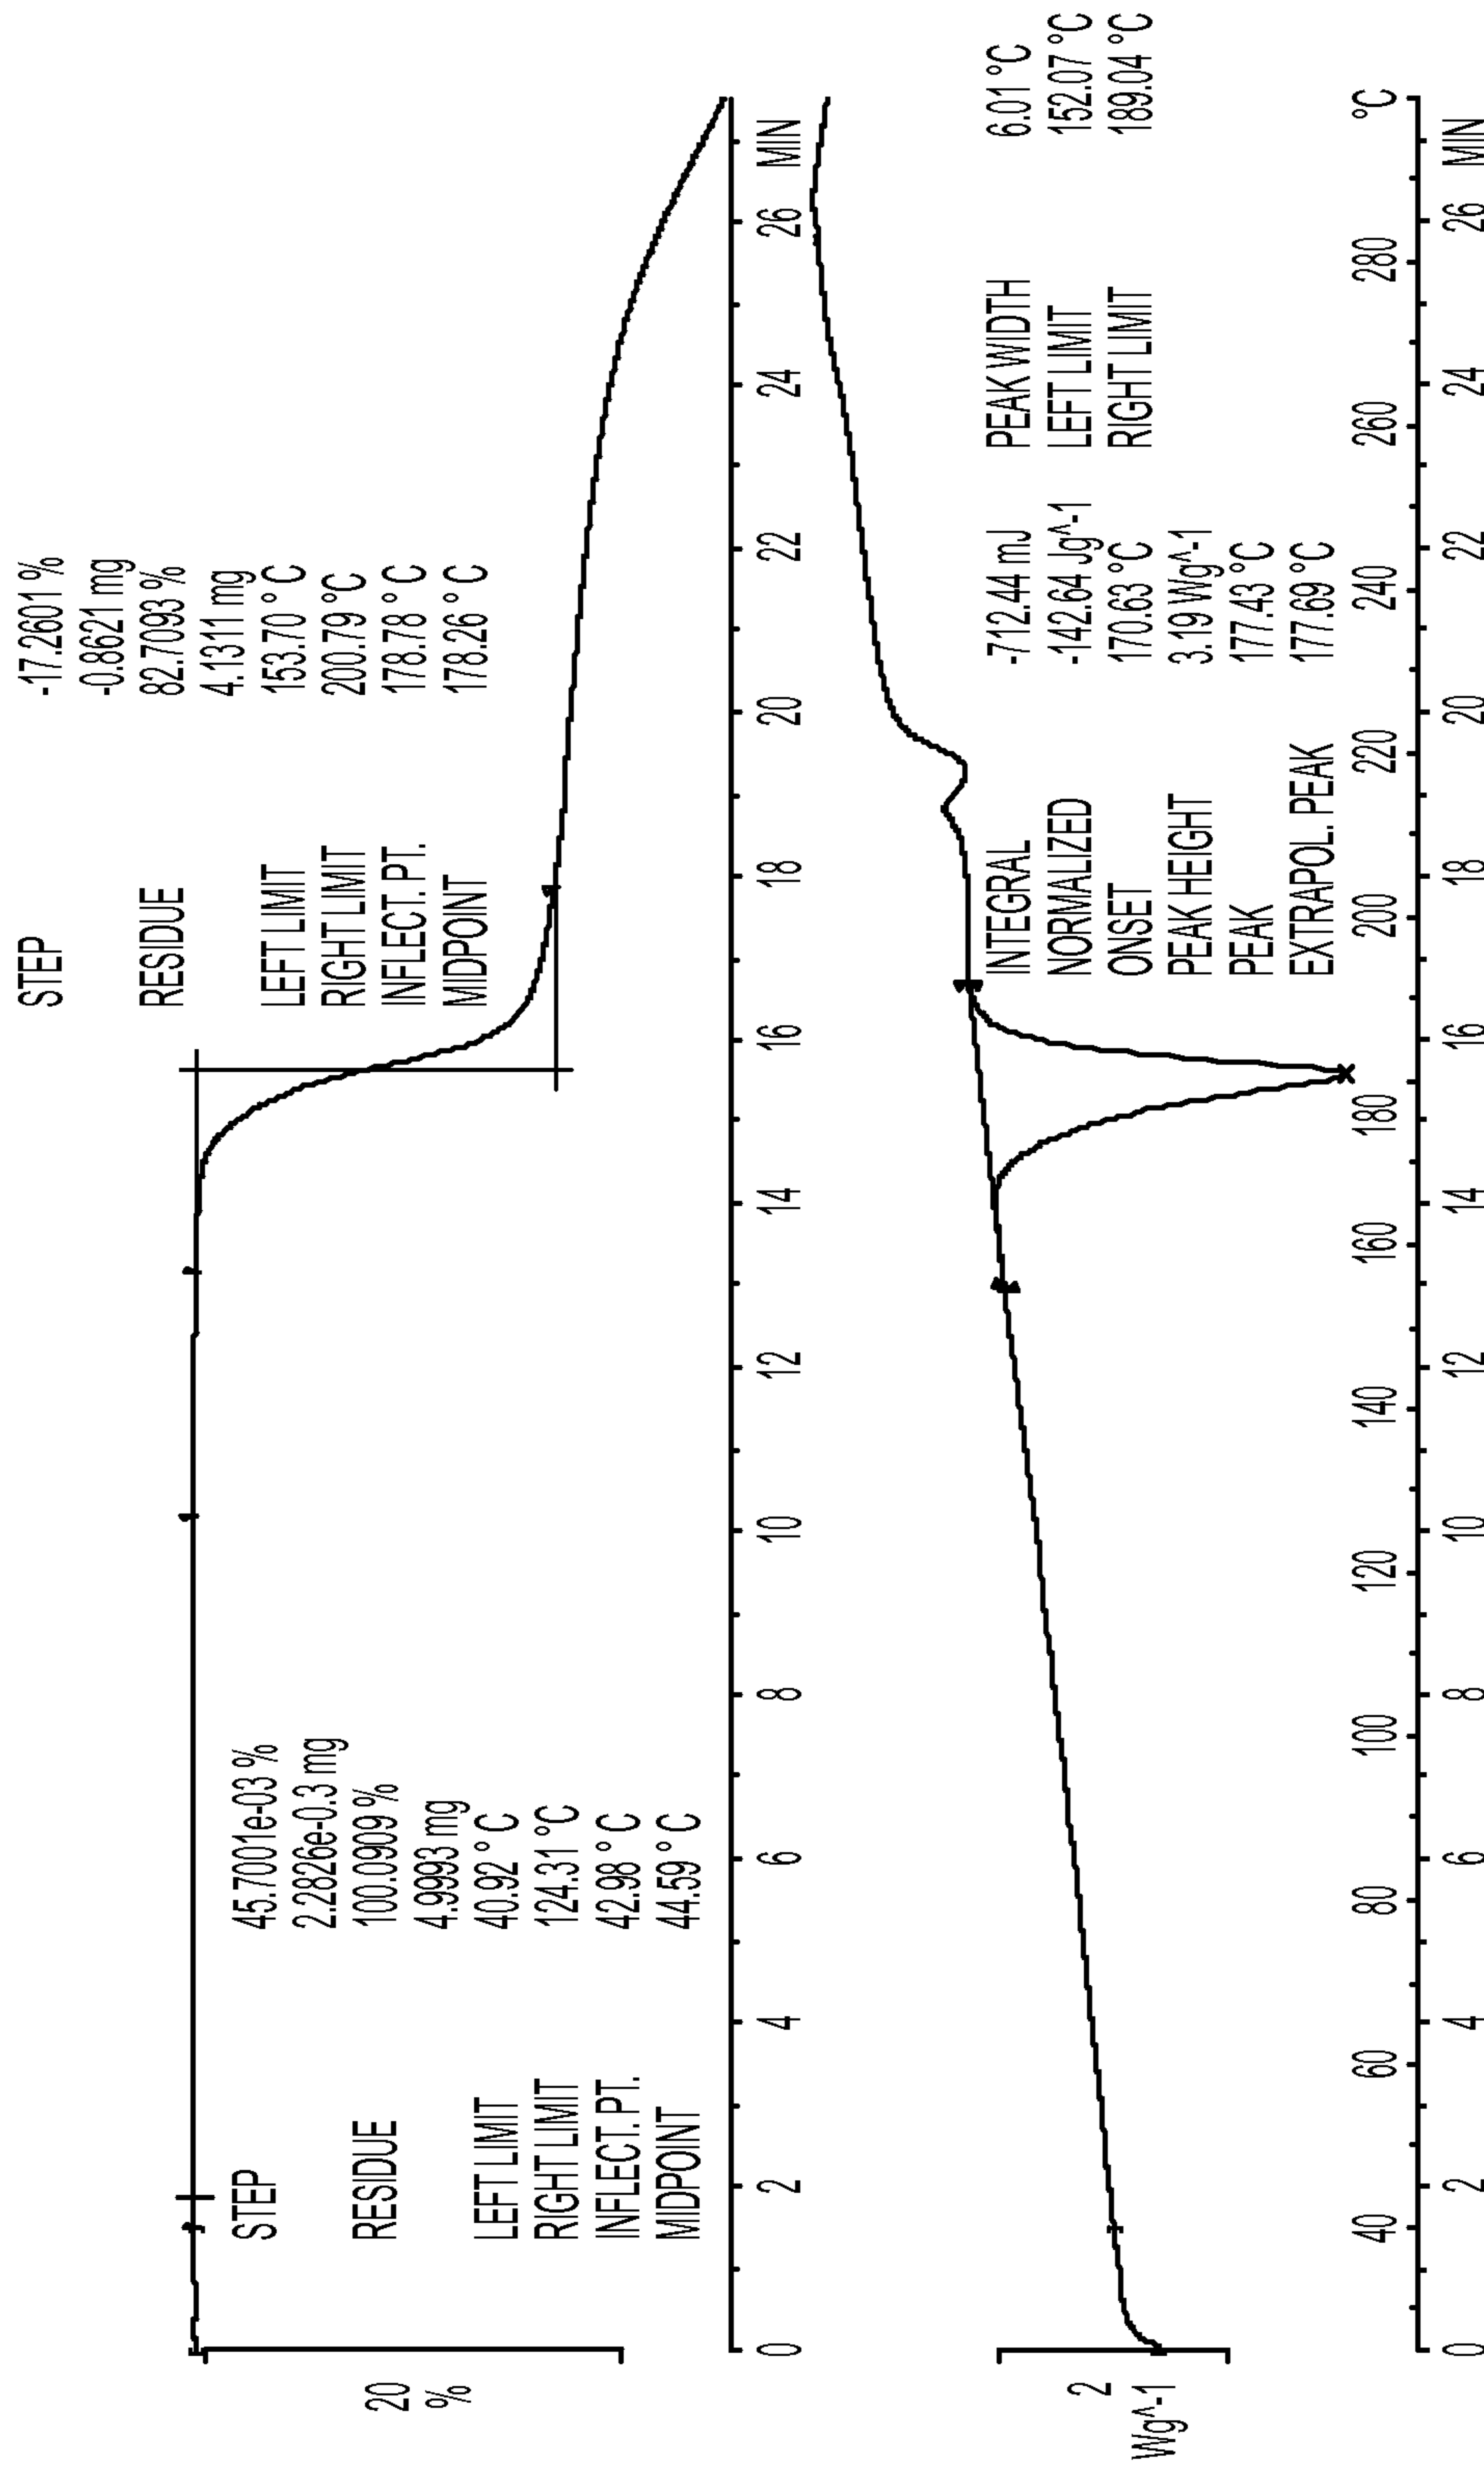 STEP -17.2601 %
-0.8621 mg
RESIDUE 82.7093 %
4.1311 mg
LEFT LIMIT 153.70 °C
RIGHT LIMIT 200.79 °C
INFLECT. PT. 178.78 °C
MIDPOINT 178.26 °C
STEP 45.7001e-03 %
2.2826e-0.3 mg
RESIDUE 100.0909 %
4.9993 mg
LEFT LIMIT 40.92 °C
RIGHT LIMIT 124.31 °C
INFLECT. PT. 42.98 °C
MIDPOINT 44.59 °C
20
%
0 2 4 6 8 10 12 14 16 18 20 22 24 26 MIN
INTEGRAL -712.44 mJ PEAK WIDTH 6.01 °C
NORMALIZED -142.64 Jg^-1 LEFT LIMIT 152.07 °C
ONSET 170.63 °C RIGHT LIMIT 189.04 °C
PEAK HEIGHT 3.19 Wg^-1
PEAK 177.43 °C
EXTRAPOL. PEAK 177.69 °C
2
Wg^-1
40 60 80 100 120 140 160 180 200 220 240 260 280 °C
0 2 4 6 8 10 12 14 16 18 20 22 24 26 MIN